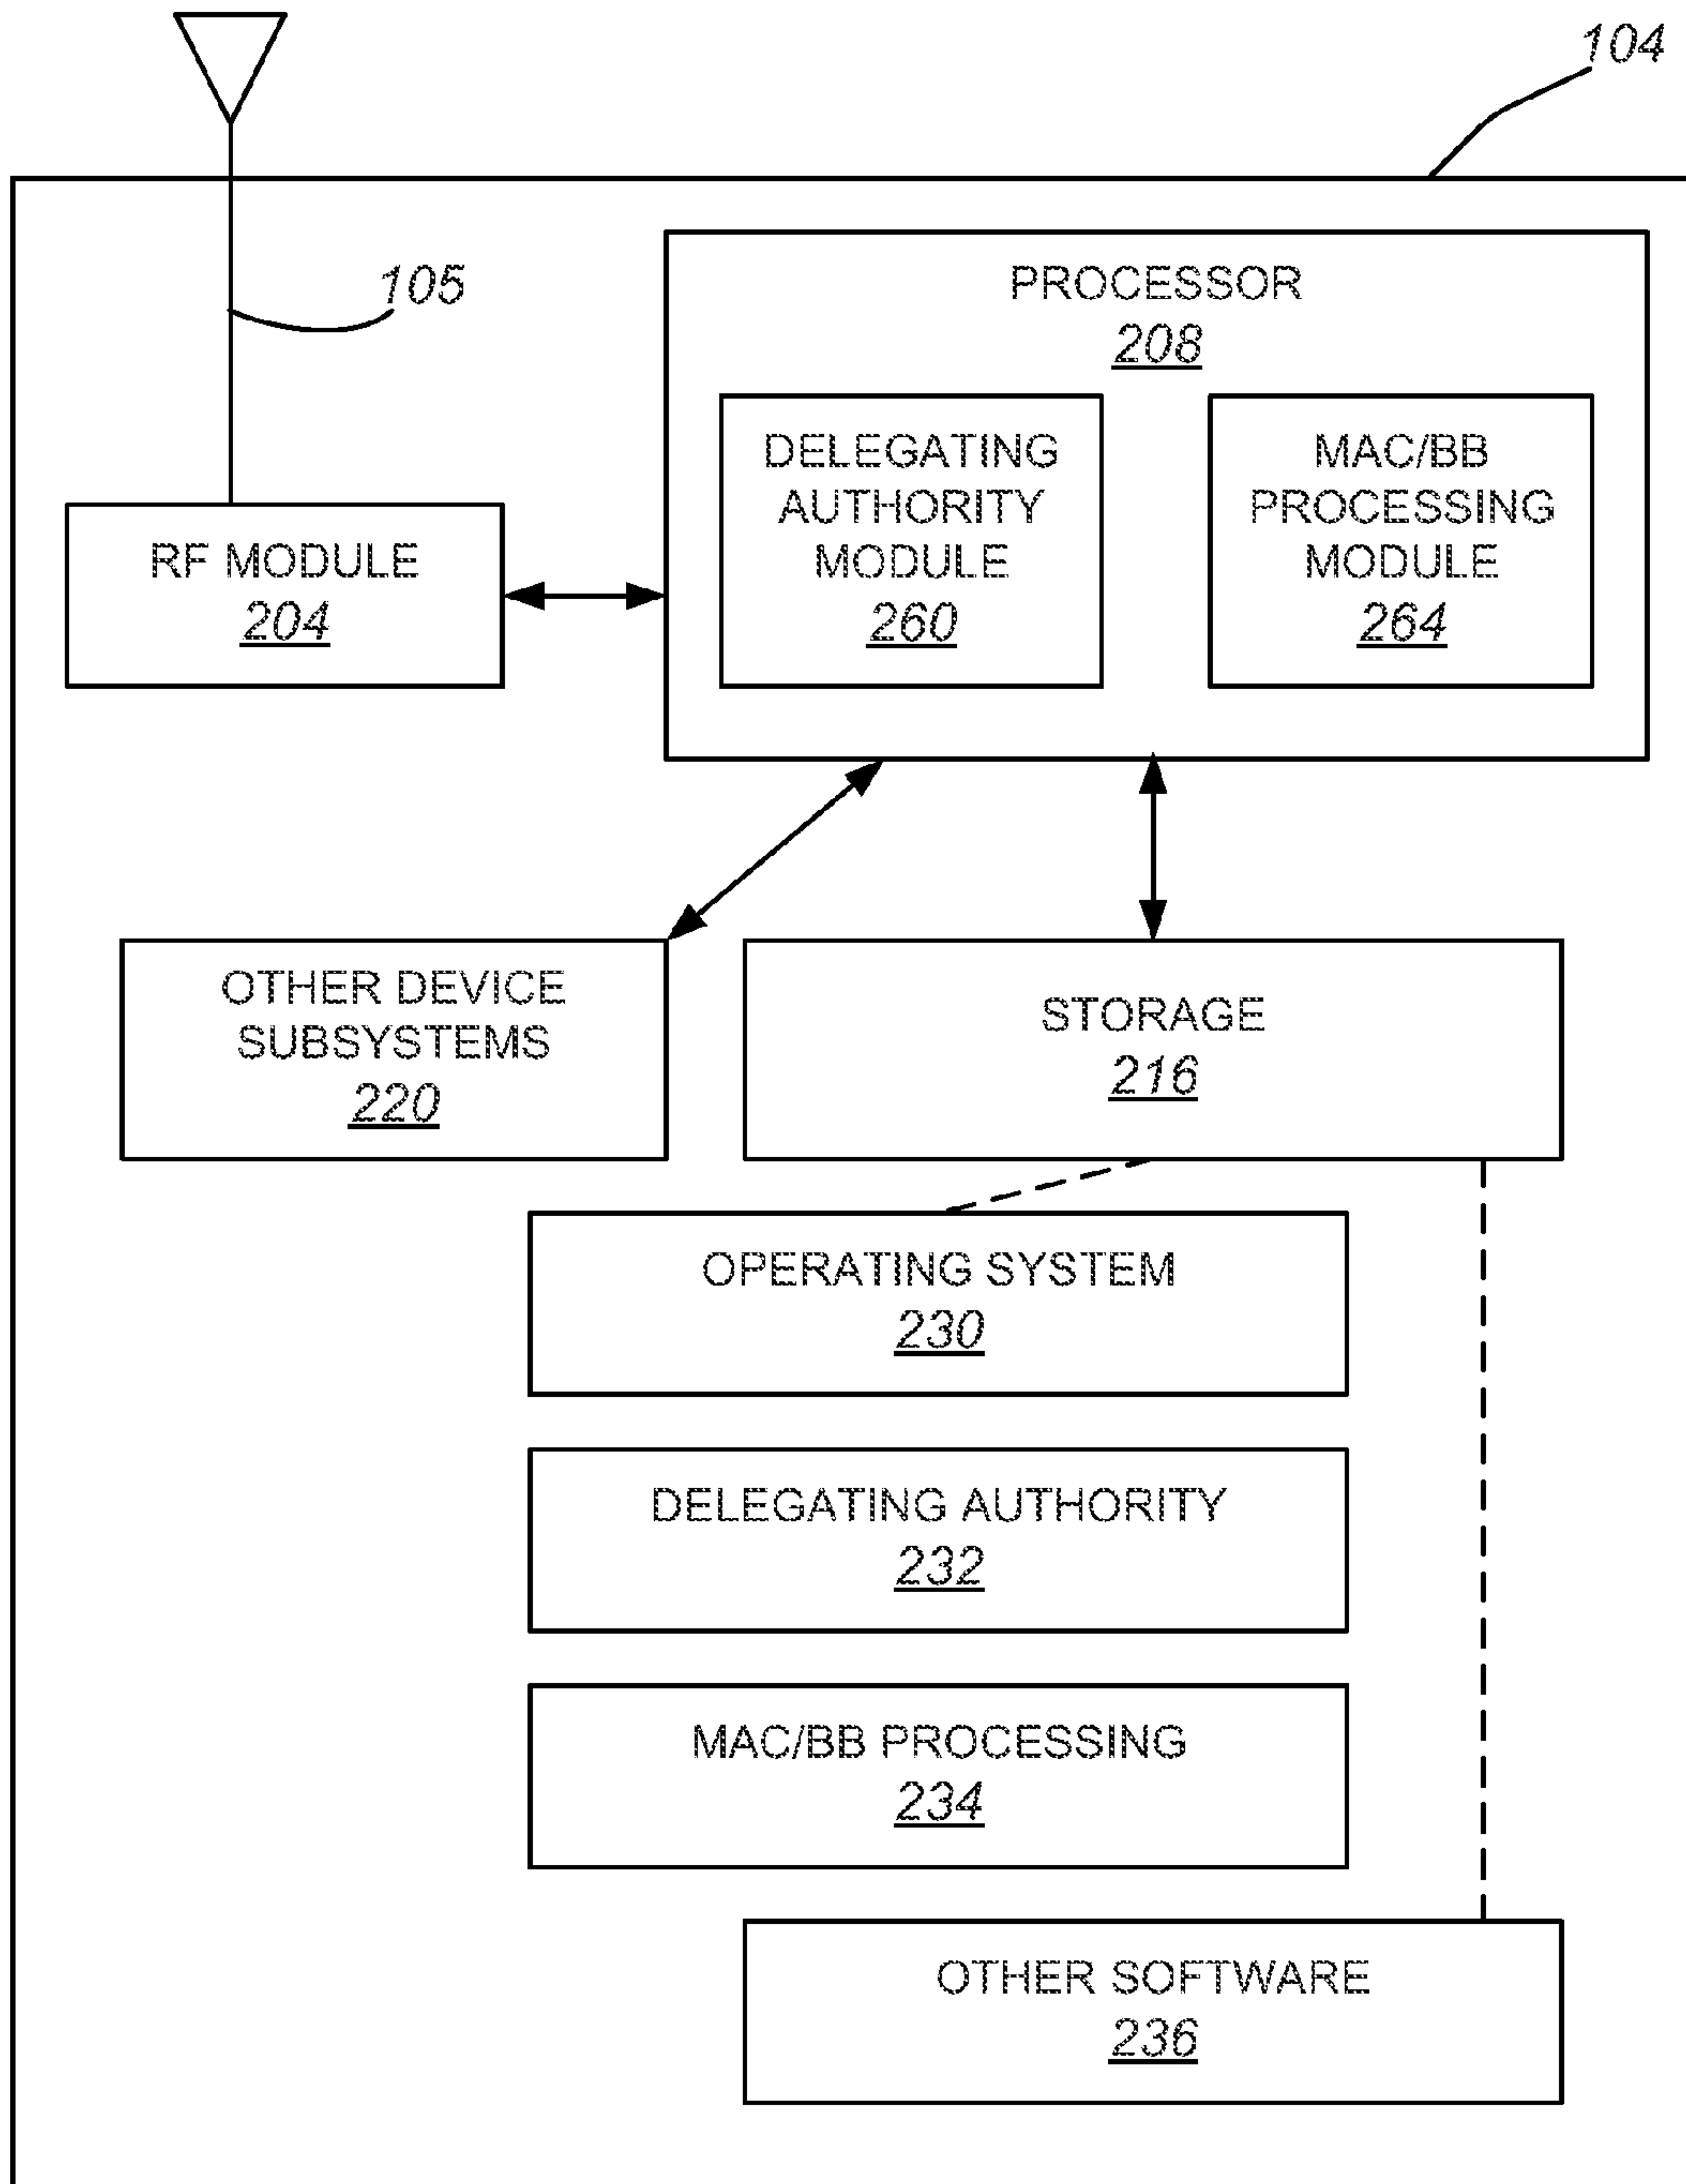 104
105
PROCESSOR
208
DELEGATING
AUTHORITY
MODULE
260
MAC/BB
PROCESSING
MODULE
264
RF MODULE
204
OTHER DEVICE
SUBSYSTEMS
220
STORAGE
216
OPERATING SYSTEM
230
DELEGATING AUTHORITY
232
MAC/BB PROCESSING
234
OTHER SOFTWARE
236